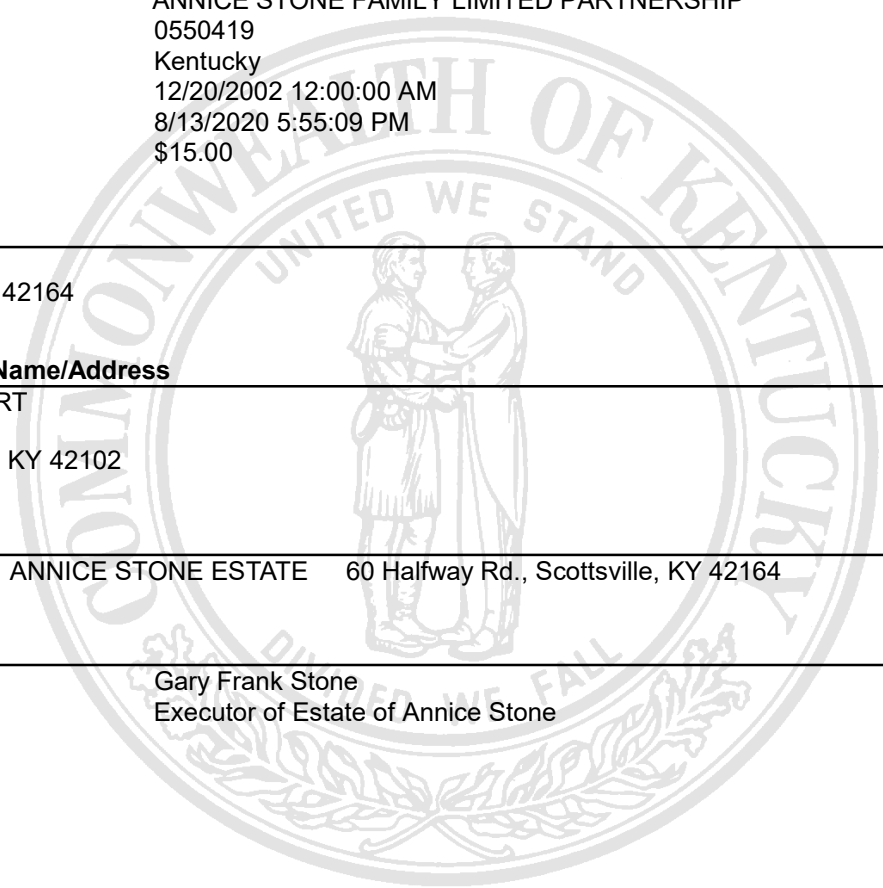 ANNICE STONE FAMILY LIMITED PARTNERSHIP
0550419
Kentucky
12/20/2002 12:00:00 AM
8/13/2020 5:55:09 PM
$15.00
42164
Name/Address
RT
KY 42102
ANNICE STONE ESTATE 60 Halfway Rd., Scottsville, KY 42164
Gary Frank Stone
Executor of Estate of Annice Stone
COMMONWEALTH OF KENTUCKY
UNITED WE STAND
DIVIDED WE FALL